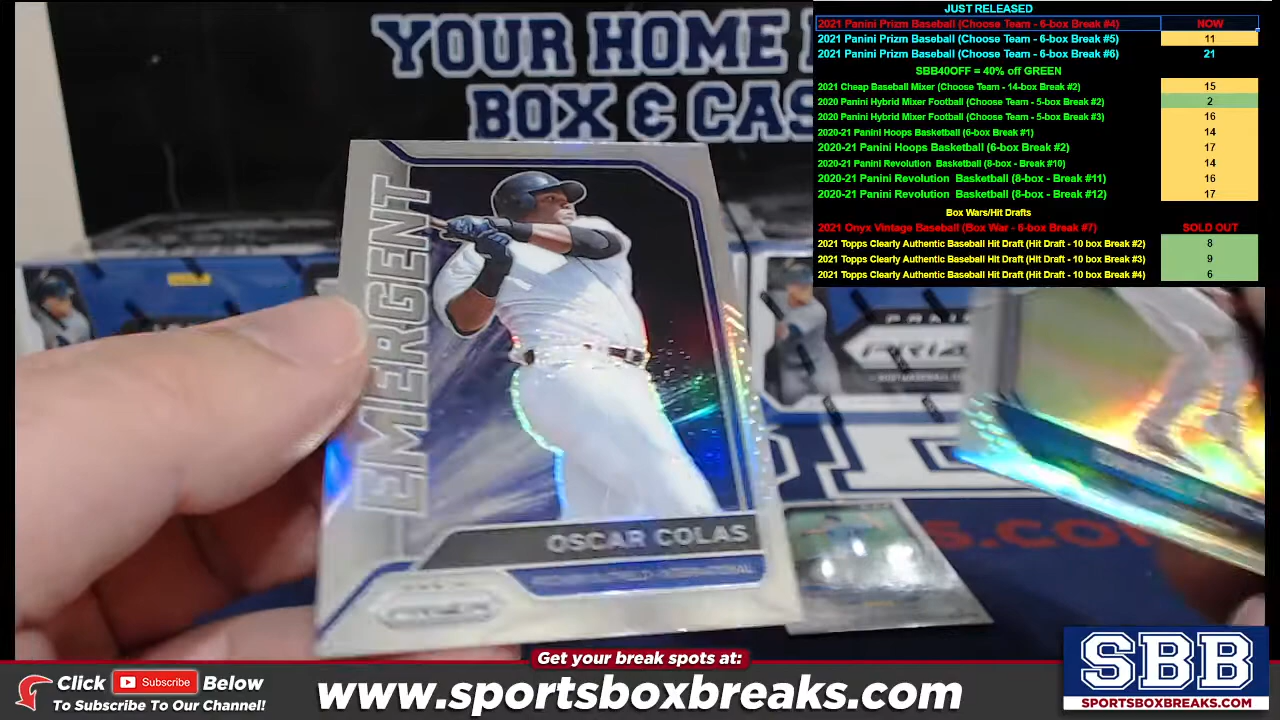 YOUR HOME
BOX & CAS
JUST RELEASED
2021 Panini Prizm Baseball (Choose Team - 6-box Break #4) NOW
2021 Panini Prizm Baseball (Choose Team - 6-box Break #5) 11
2021 Panini Prizm Baseball (Choose Team - 6-box Break #6) 21
SBB40OFF = 40% off GREEN
2021 Cheap Baseball Mixer (Choose Team - 14-box Break #2) 15
2020 Panini Hybrid Mixer Football (Choose Team - 5-box Break #2) 2
2020 Panini Hybrid Mixer Football (Choose Team - 5-box Break #3) 16
2020-21 Panini Hoops Basketball (6-box Break #1) 14
2020-21 Panini Hoops Basketball (6-box Break #2) 17
2020-21 Panini Revolution Basketball (8-box - Break #10) 14
2020-21 Panini Revolution Basketball (8-box - Break #11) 16
2020-21 Panini Revolution Basketball (8-box - Break #12) 17
Box Wars/Hit Drafts
2021 Onyx Vintage Baseball (Box War - 6-box Break #7) SOLD OUT
2021 Topps Clearly Authentic Baseball Hit Draft (Hit Draft - 10 box Break #2) 8
2021 Topps Clearly Authentic Baseball Hit Draft (Hit Draft - 10 box Break #3) 9
2021 Topps Clearly Authentic Baseball Hit Draft (Hit Draft - 10 box Break #4) 6
EMERGENT
OSCAR COLAS
PRIZM
PRIZM
S.COM
Get your break spots at:
Click Subscribe Below
To Subscribe To Our Channel!
www.sportsboxbreaks.com
SBB
SPORTSBOXBREAKS.COM